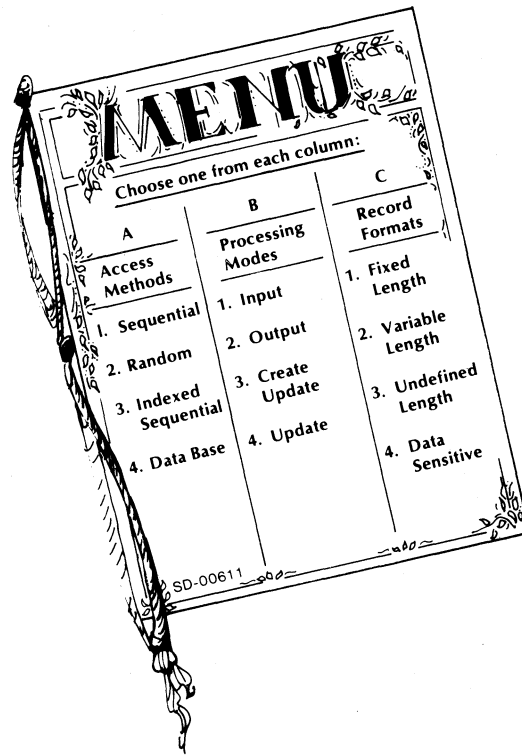 MENU
Choose one from each column:
A
Access
Methods
1. Sequential
2. Random
3. Indexed
Sequential
4. Data Base
B
Processing
Modes
1. Input
2. Output
3. Create
Update
4. Update
C
Record
Formats
1. Fixed
Length
2. Variable
Length
3. Undefined
Length
4. Data
Sensitive
SD-00611